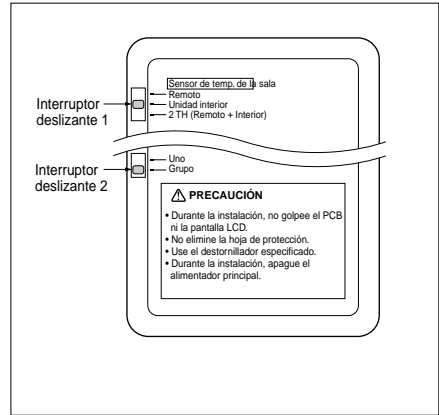 Sensor de temp. de la sala
Remoto
Unidad interior
2 TH (Remoto + Interior)
Interruptor
deslizante 1
Uno
Grupo
Interruptor
deslizante 2
PRECAUCIÓN
• Durante la instalación, no golpee el PCB
ni la pantalla LCD.
• No elimine la hoja de protección.
• Use el destornillador especificado.
• Durante la instalación, apague el
alimentador principal.